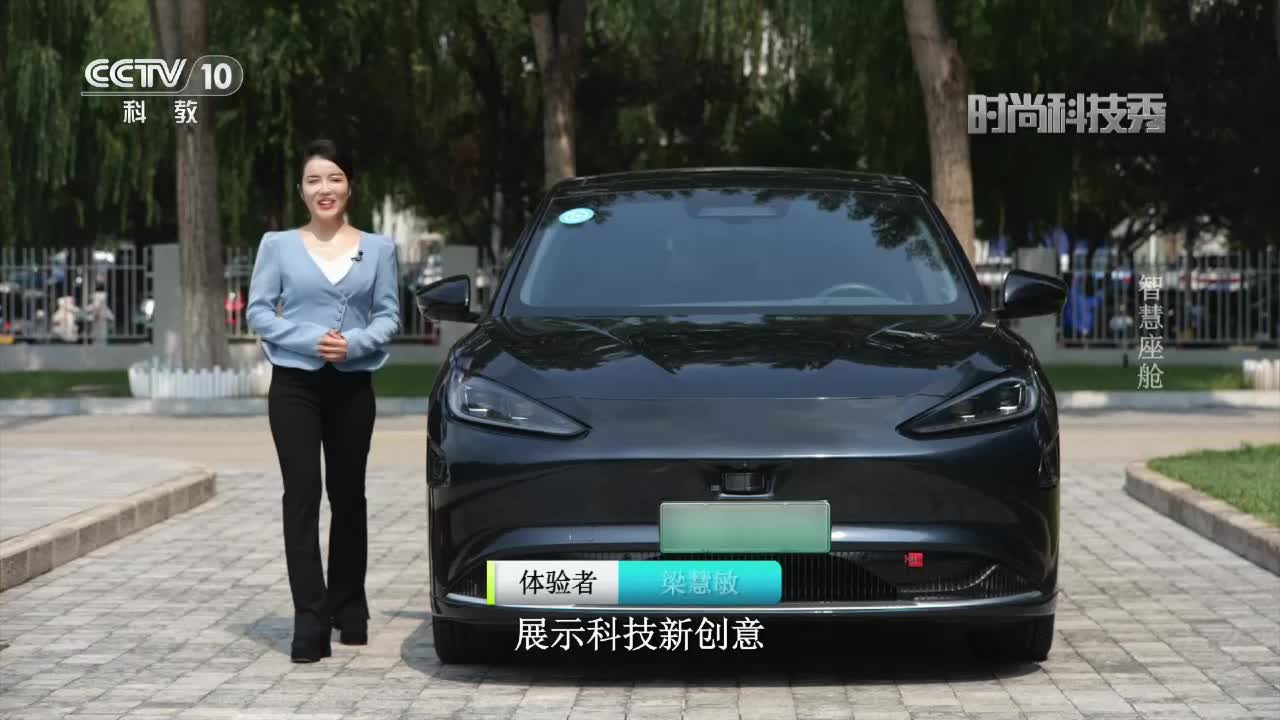 CCTV 10
科教
时尚科技秀
智慧座舱
体验者 梁慧敏
展示科技新创意